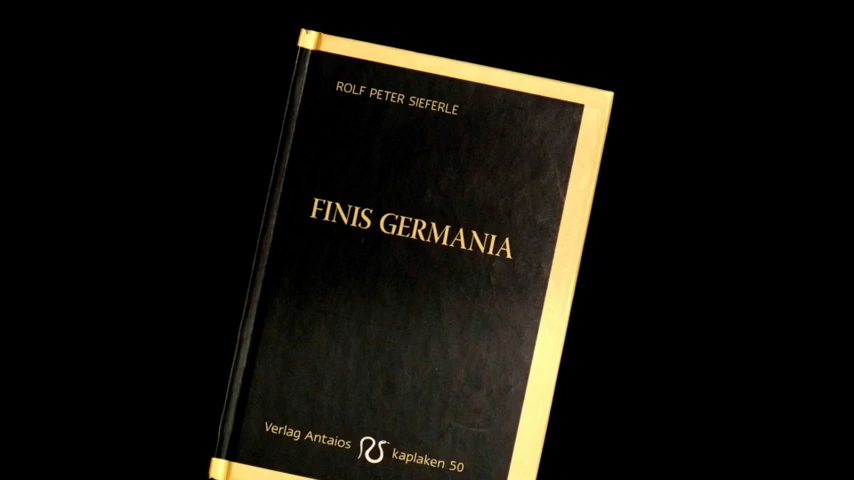 ROLF PETER SIEFERLE
FINIS GERMANIA
Verlag Antaios kaplaken 50